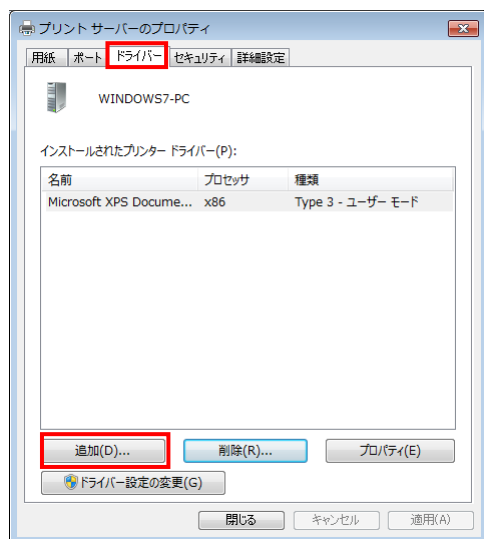 プリント サーバーのプロパティ
用紙 ポート ドライバー セキュリティ 詳細設定
WINDOWS7-PC
インストールされたプリンター ドライバー(P):
名前 プロセッサ 種類
Microsoft XPS Docume... x86 Type 3 - ユーザー モード
追加(D)... 削除(R)... プロパティ(E)
ドライバー設定の変更(G)
閉じる キャンセル 適用(A)